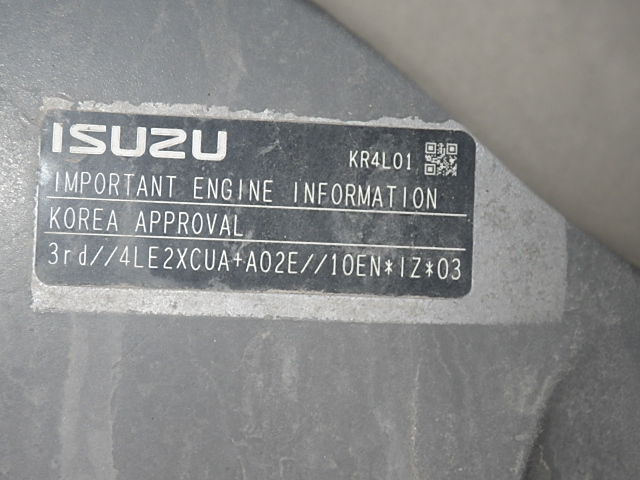 ISUZU KR4L01
IMPORTANT ENGINE INFORMATION
KOREA APPROVAL
3rd//4LE2XCUA+A02E//10EN*IZ*03